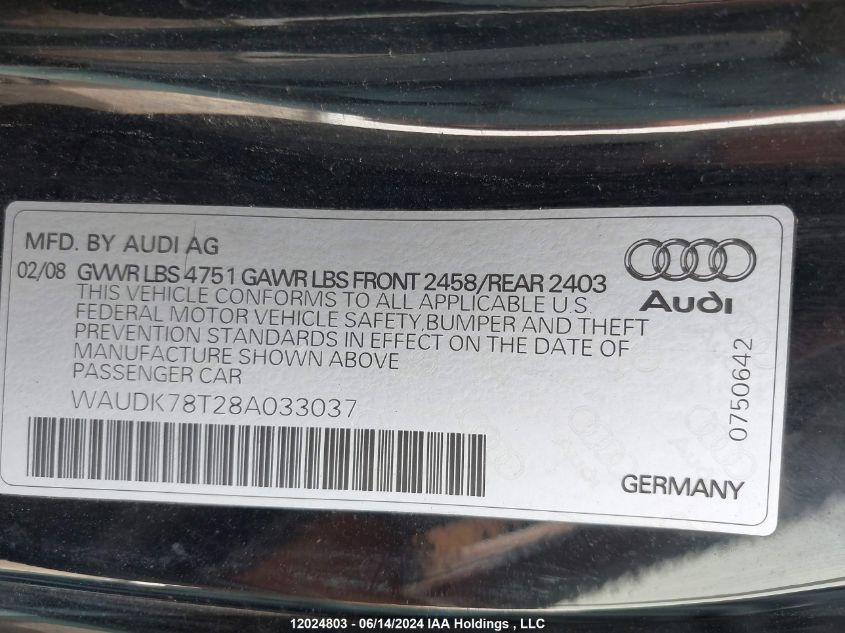 MFD. BY AUDI AG
02/08 GVWR LBS 4751 GAWR LBS FRONT 2458/REAR 2403
THIS VEHICLE CONFORMS TO ALL APPLICABLE U.S.
FEDERAL MOTOR VEHICLE SAFETY,BUMPER AND THEFT
PREVENTION STANDARDS IN EFFECT ON THE DATE OF
MANUFACTURE SHOWN ABOVE
PASSENGER CAR
WAUDK78T28A033037
Audi
0750642
GERMANY
12024803 - 06/14/2024 IAA Holdings , LLC